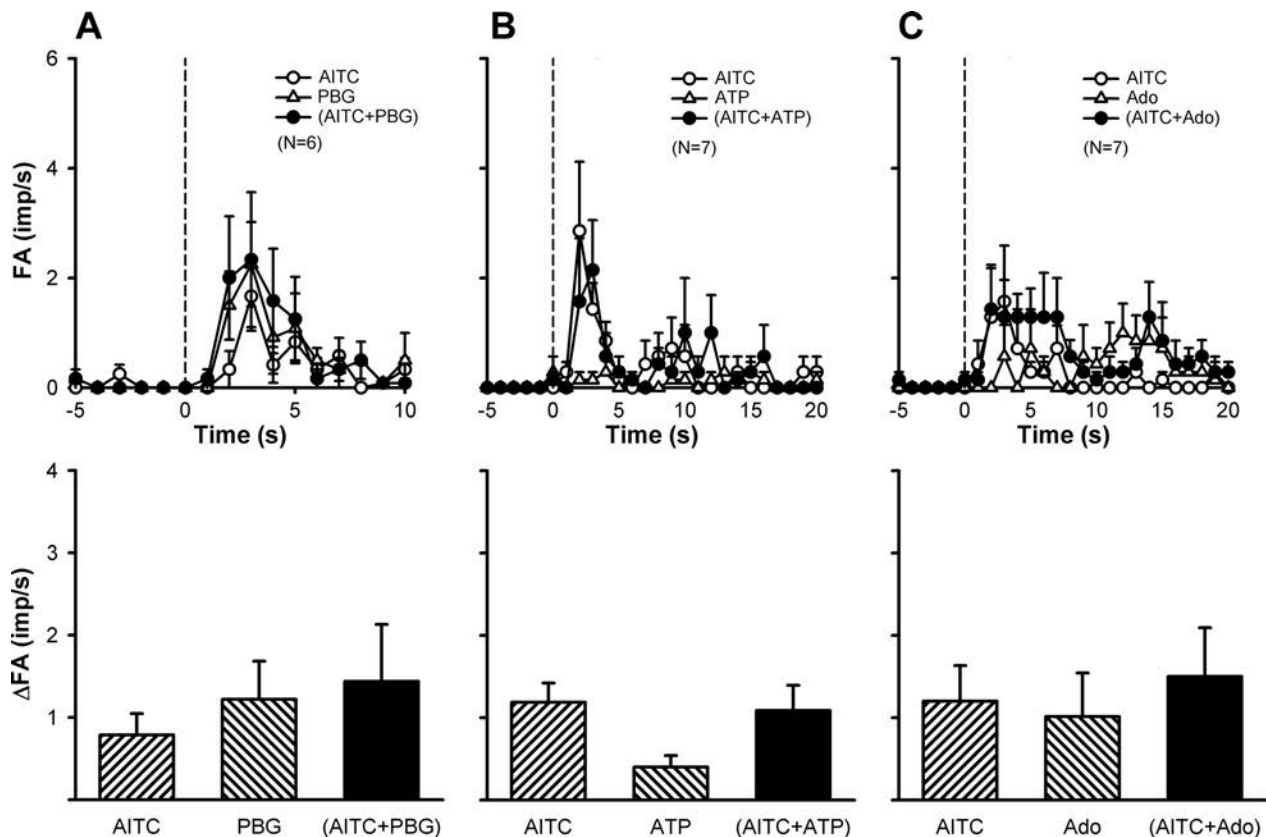 A
B
C
FA (imp/s)
6
4
2
0
AITC
PBG
(AITC+PBG)
(N=6)
-5
0
5
10
Time (s)
AITC
ATP
(AITC+ATP)
(N=7)
-5
0
5
10
15
20
Time (s)
AITC
Ado
(AITC+Ado)
(N=7)
-5
0
5
10
15
20
Time (s)
ΔFA (imp/s)
4
3
2
1
AITC
PBG
(AITC+PBG)
AITC
ATP
(AITC+ATP)
AITC
Ado
(AITC+Ado)